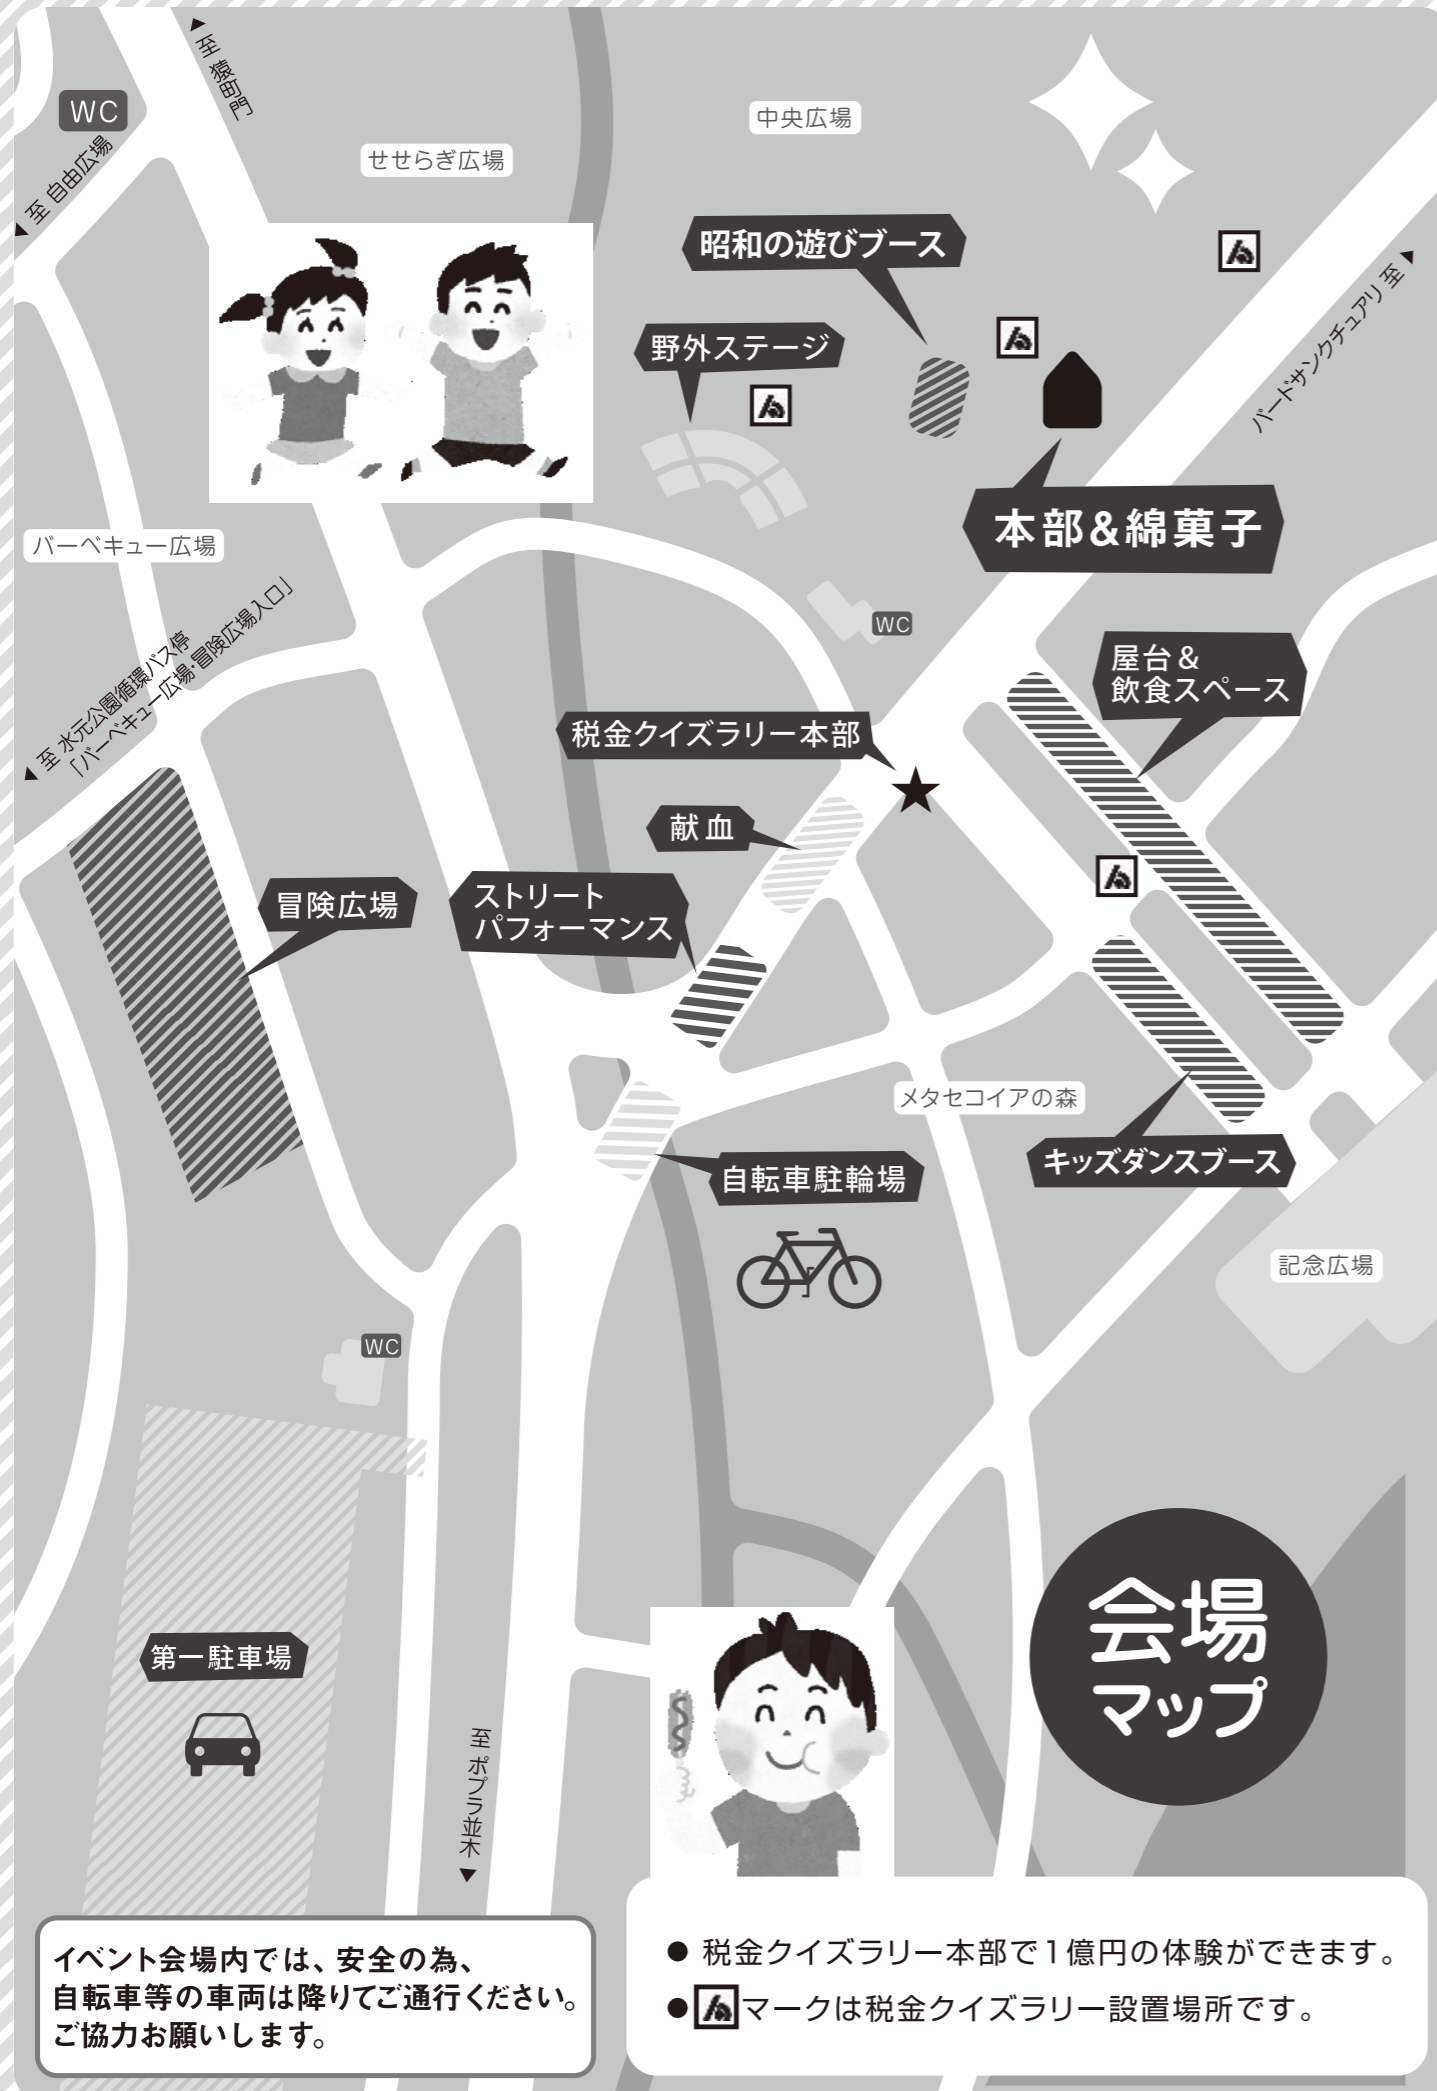 至 猿町門
WC
至 自由広場
せせらぎ広場
中央広場
昭和の遊びブース
野外ステージ
バードサンクチュアリ 至
本部&綿菓子
バーベキュー広場
至 水元公園循環バス停
「バーベキュー広場・冒険広場入口」
WC
屋台&
飲食スペース
税金クイズラリー本部
献血
冒険広場
ストリート
パフォーマンス
メタセコイアの森
キッズダンスブース
自転車駐輪場
記念広場
WC
会場
マップ
第一駐車場
至 ポプラ並木
イベント会場内では、安全の為、
自転車等の車両は降りてご通行ください。
ご協力お願いします。
● 税金クイズラリー本部で1億円の体験ができます。
● マークは税金クイズラリー設置場所です。